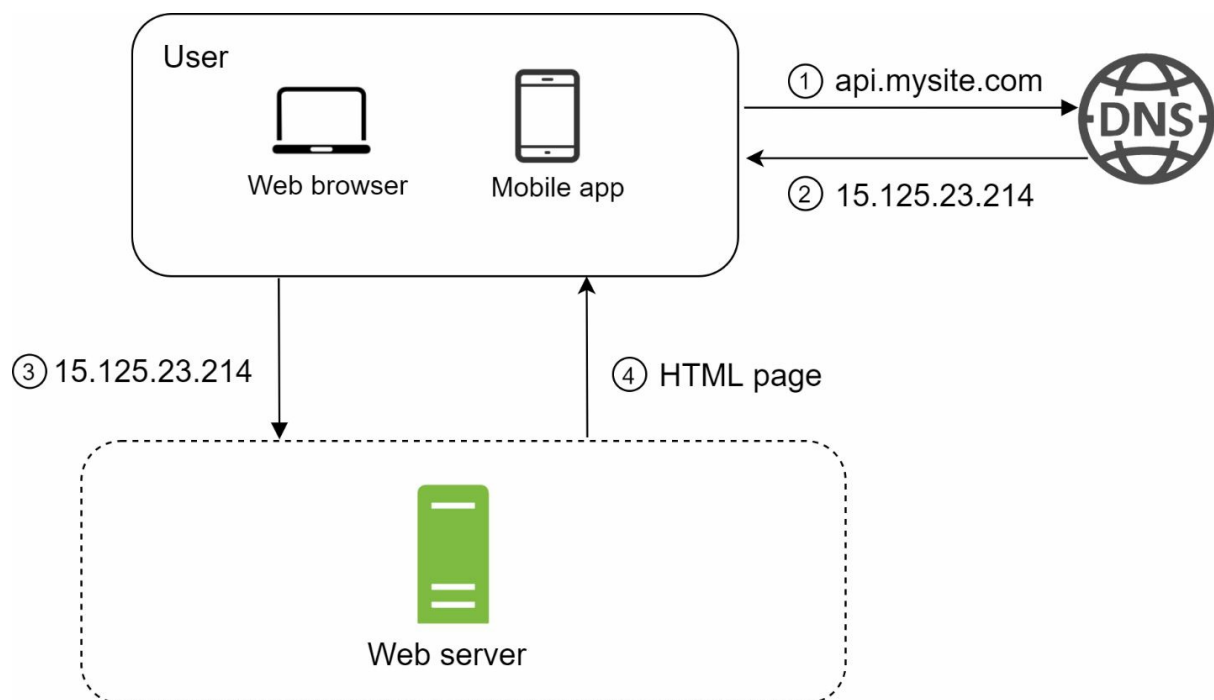 User
Web browser
Mobile app
① api.mysite.com
DNS
② 15.125.23.214
③ 15.125.23.214
④ HTML page
Web server